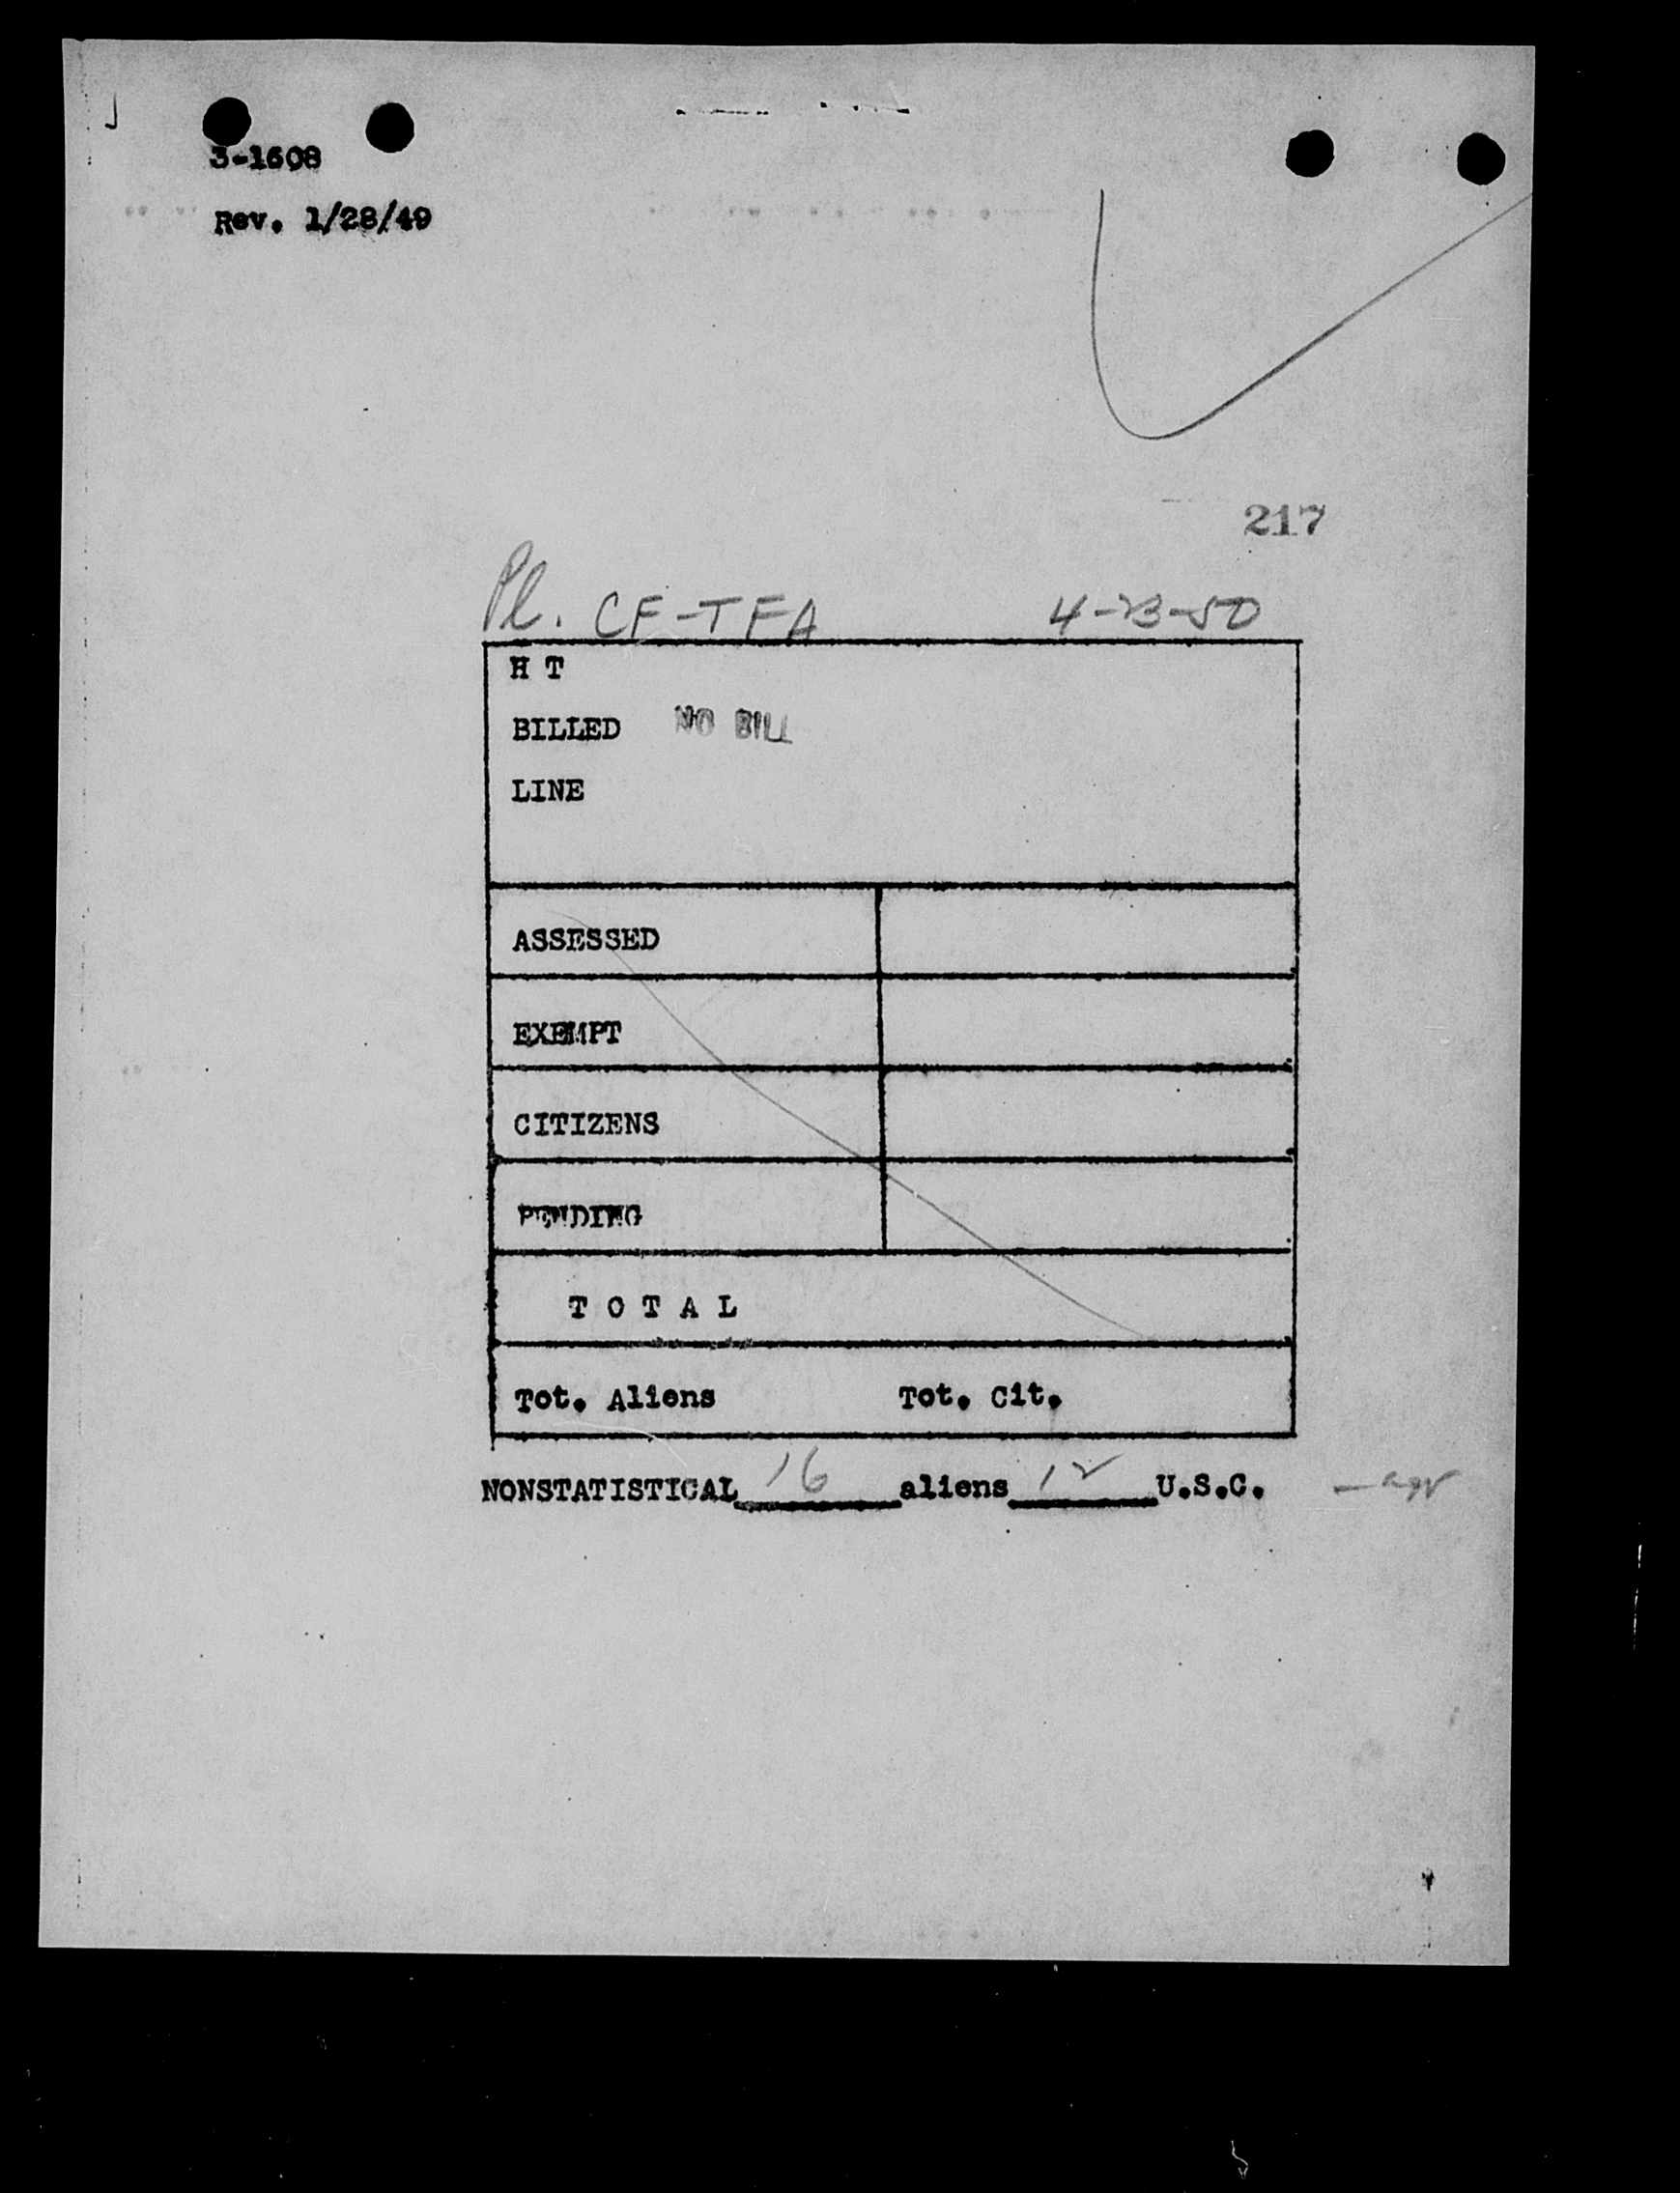 3-1608
Rev. 1/28/49
217
Pl. CF-TFA 4-23-50
H T
BILLED NO BILL
LINE
ASSESSED
EXEMPT
CITIZENS
PENDING
T O T A L
Tot. Aliens Tot. Cit.
NONSTATISTICAL 16 aliens 12 U.S.C.